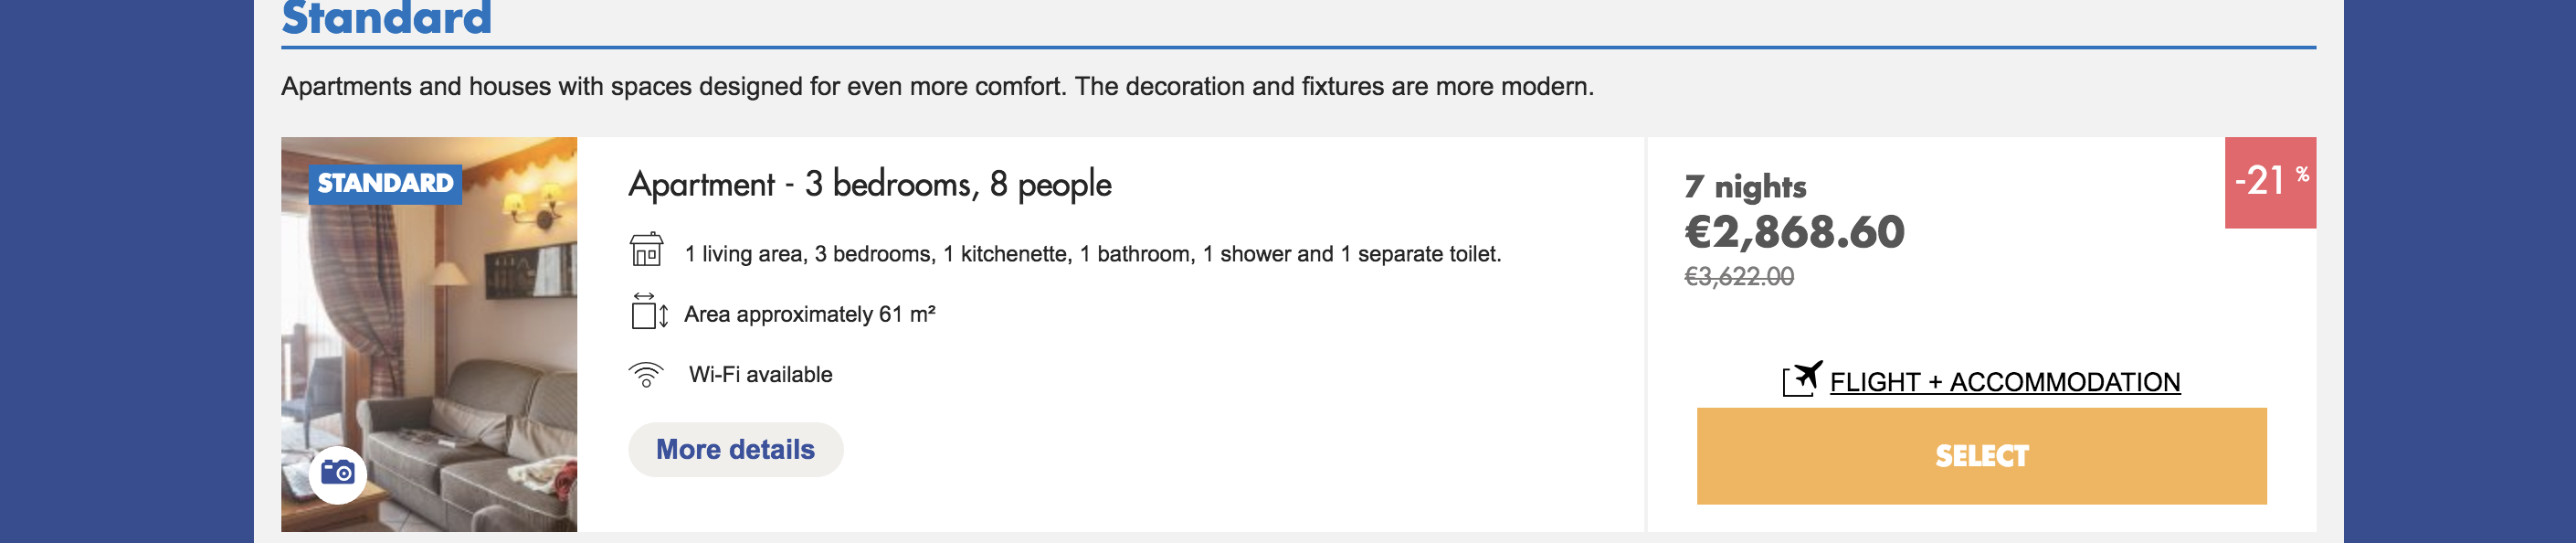 Standard
Apartments and houses with spaces designed for even more comfort. The decoration and fixtures are more modern.
STANDARD
Apartment - 3 bedrooms, 8 people
1 living area, 3 bedrooms, 1 kitchenette, 1 bathroom, 1 shower and 1 separate toilet.
Area approximately 61 m²
Wi-Fi available
More details
7 nights
€2,868.60
€3,622.00
-21 %
FLIGHT + ACCOMMODATION
SELECT